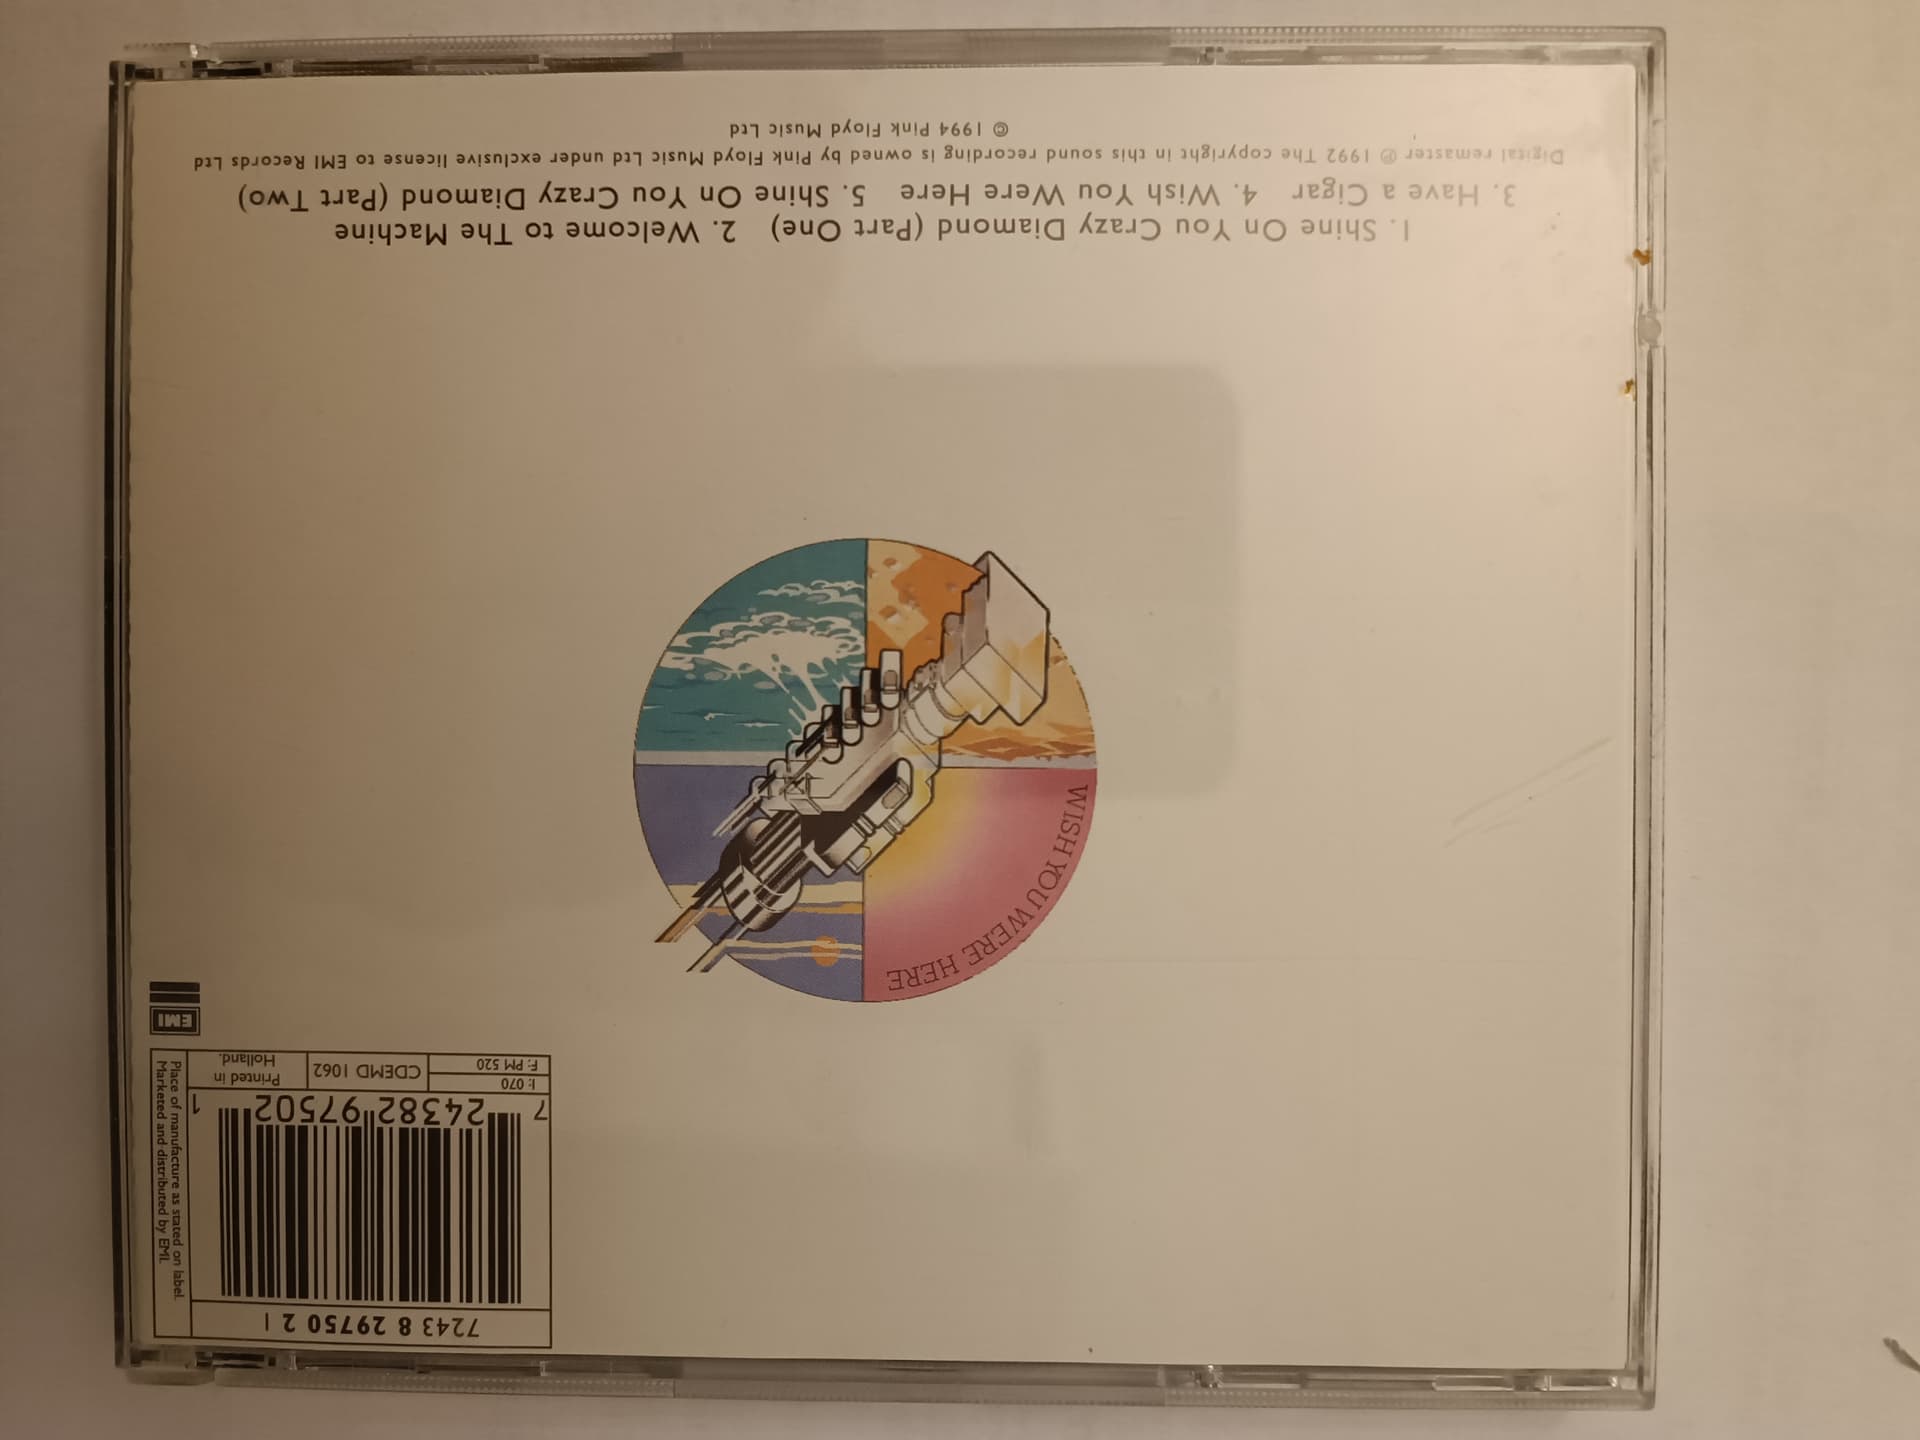 7243 8 29750 2 1
7 24382 97502 1
I: 070
F: PM 520
CDEMD 1062
Printed in
Holland.
Place of manufacture as stated on label.
Marketed and distributed by EMI.
EMI
WISH YOU WERE HERE
1. Shine On You Crazy Diamond (Part One) 2. Welcome to The Machine
3. Have a Cigar 4. Wish You Were Here 5. Shine On You Crazy Diamond (Part Two)
Digital remaster ℗ 1992 The copyright in this sound recording is owned by Pink Floyd Music Ltd under exclusive license to EMI Records Ltd
© 1994 Pink Floyd Music Ltd